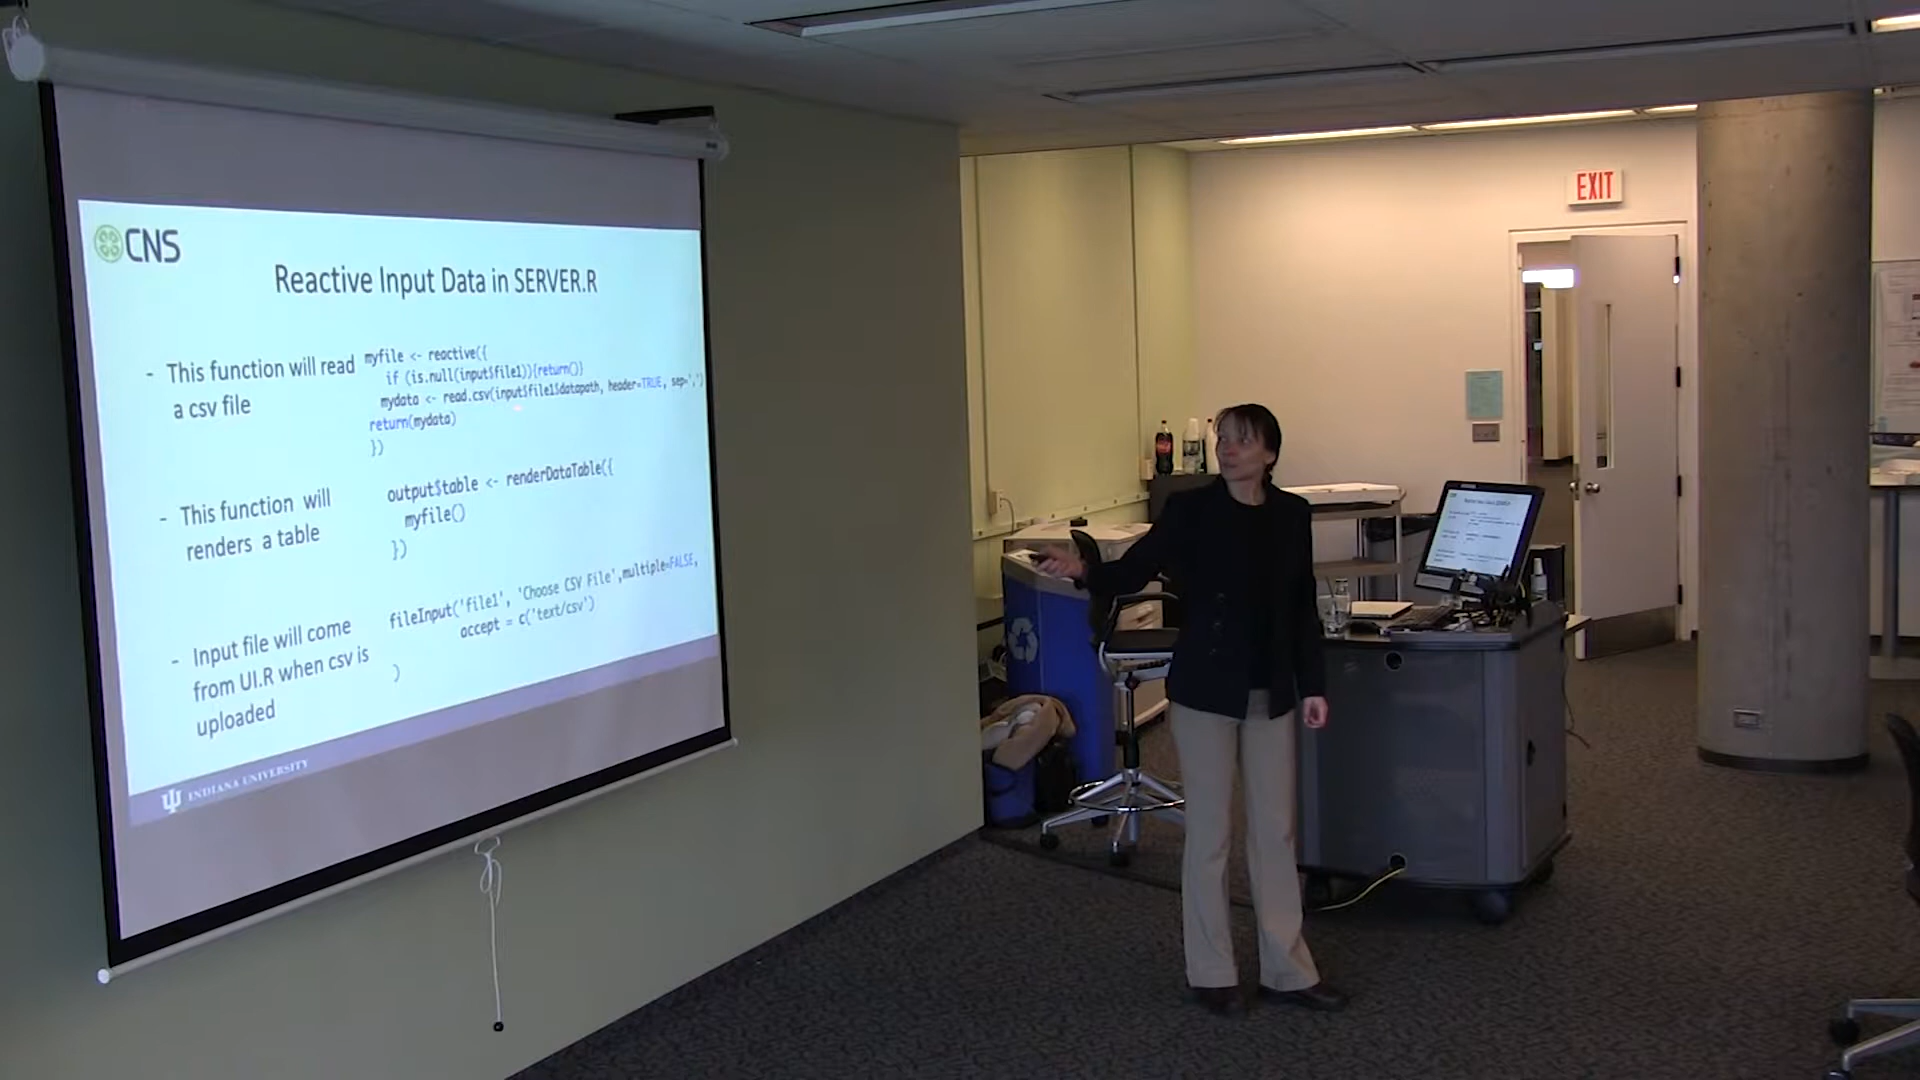 CNS
Reactive Input Data in SERVER.R
- This function will read
a csv file
myfile <- reactive({
if (is.null(input$file1)){return()}
mydata <- read.csv(input$file1$datapath, header=TRUE, sep=',')
return(mydata)
})
- This function will
renders a table
output$table <- renderDataTable({
myfile()
})
- Input file will come
from UI.R when csv is
uploaded
fileInput('file1', 'Choose CSV File',multiple=FALSE,
accept = c('text/csv')
)
INDIANA UNIVERSITY
EXIT